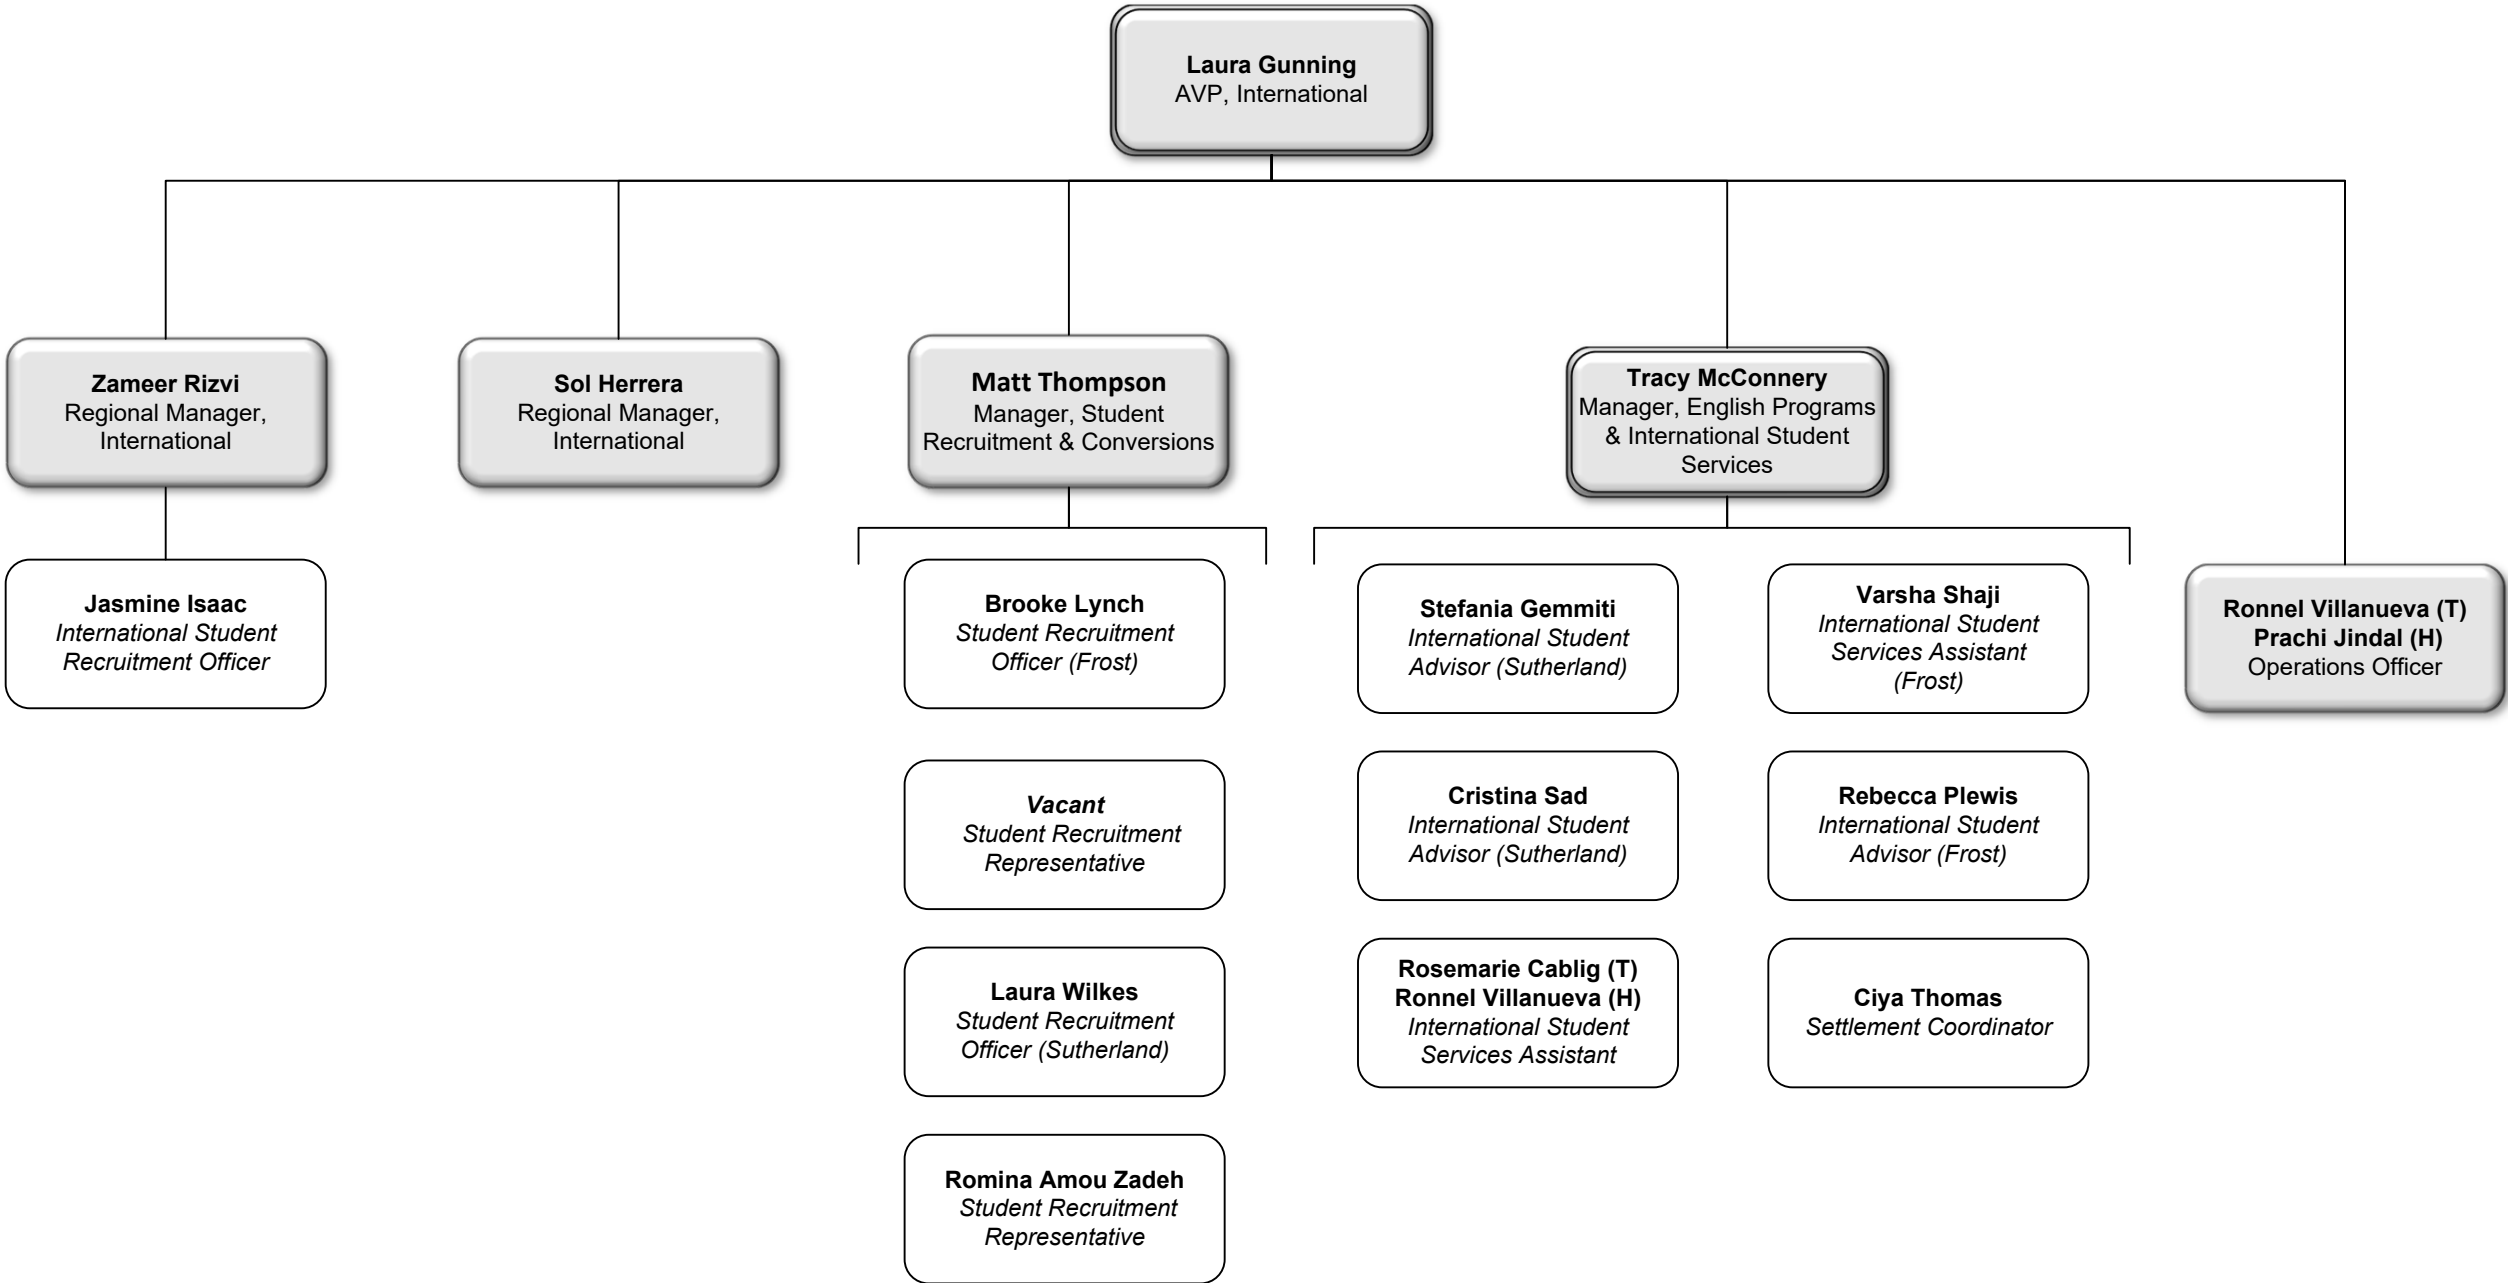 Laura Gunning
AVP, International
Zameer Rizvi
Regional Manager,
International
Sol Herrera
Regional Manager,
International
Matt Thompson
Manager, Student
Recruitment & Conversions
Tracy McConnery
Manager, English Programs
& International Student
Services
Jasmine Isaac
International Student
Recruitment Officer
Brooke Lynch
Student Recruitment
Officer (Frost)
Stefania Gemmiti
International Student
Advisor (Sutherland)
Varsha Shaji
International Student
Services Assistant
(Frost)
Ronnel Villanueva (T)
Prachi Jindal (H)
Operations Officer
Vacant
Student Recruitment
Representative
Cristina Sad
International Student
Advisor (Sutherland)
Rebecca Plewis
International Student
Advisor (Frost)
Laura Wilkes
Student Recruitment
Officer (Sutherland)
Rosemarie Cablig (T)
Ronnel Villanueva (H)
International Student
Services Assistant
Ciya Thomas
Settlement Coordinator
Romina Amou Zadeh
Student Recruitment
Representative